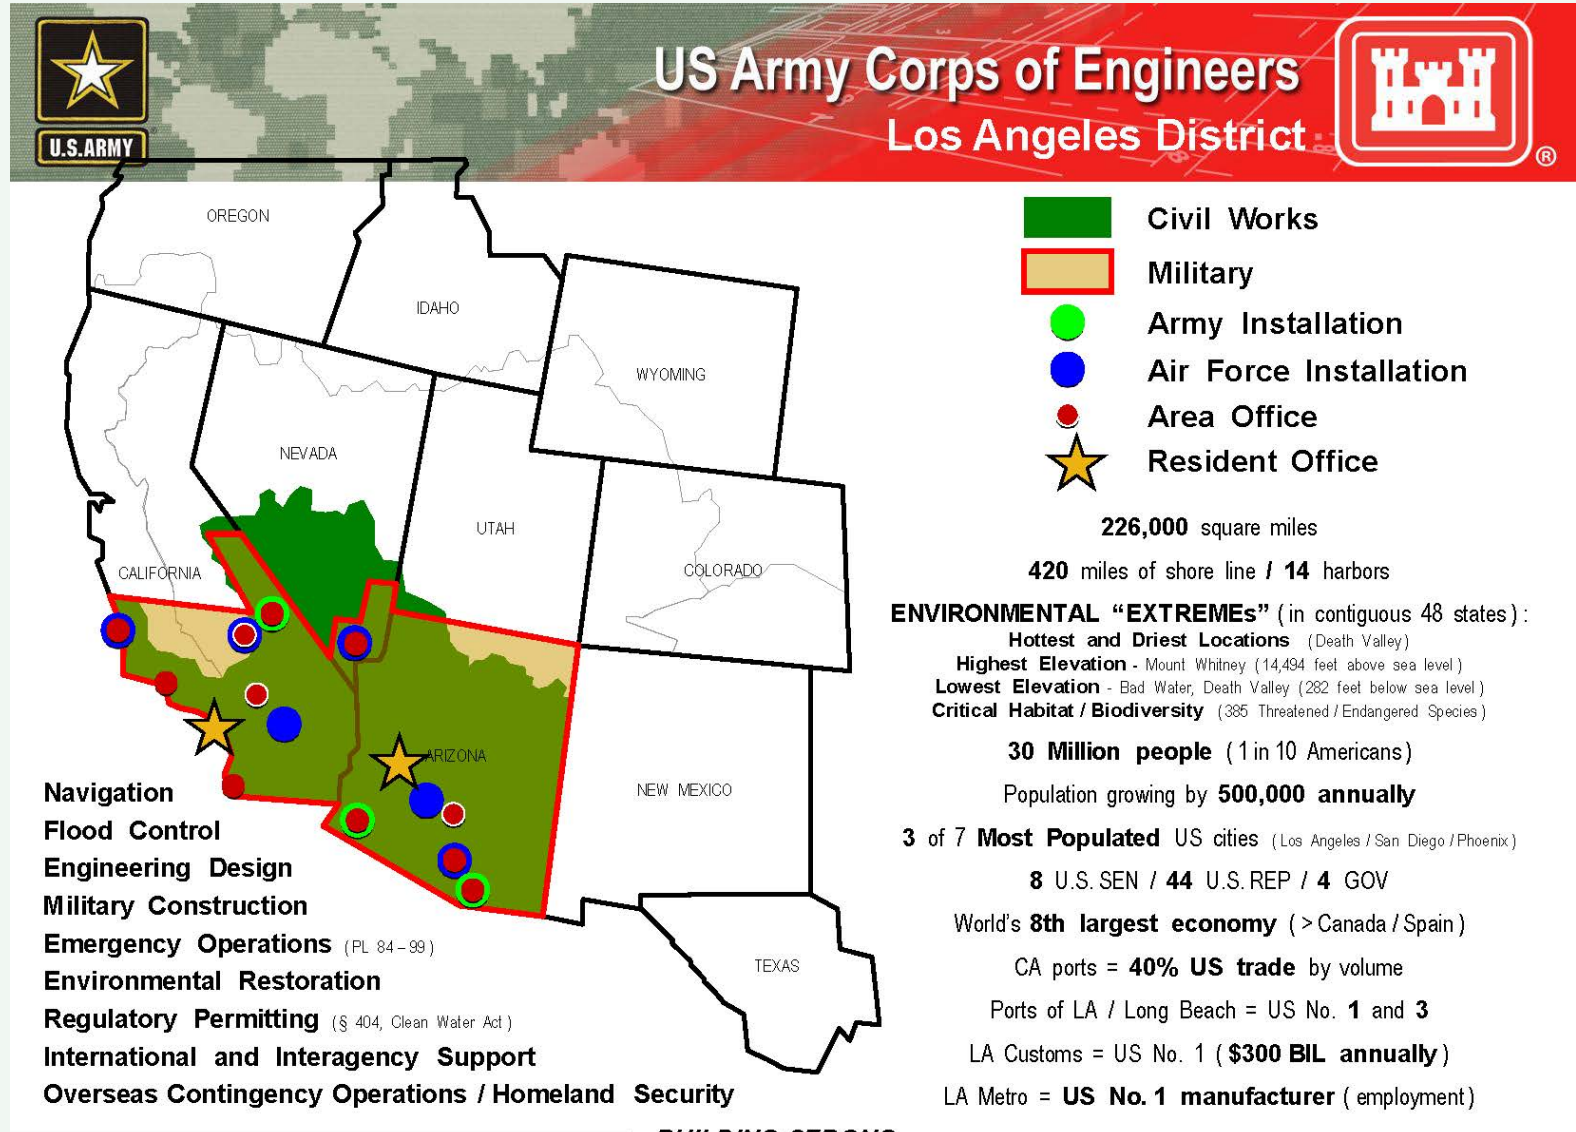 US Army Corps of Engineers
Los Angeles District
U.S.ARMY
®
OREGON
IDAHO
WYOMING
NEVADA
UTAH
COLORADO
CALIFORNIA
ARIZONA
NEW MEXICO
TEXAS
Civil Works
Military
Army Installation
Air Force Installation
Area Office
Resident Office
226,000 square miles
420 miles of shore line / 14 harbors
ENVIRONMENTAL “EXTREMEs” (in contiguous 48 states) :
Hottest and Driest Locations (Death Valley)
Highest Elevation - Mount Whitney (14,494 feet above sea level)
Lowest Elevation - Bad Water, Death Valley (282 feet below sea level)
Critical Habitat / Biodiversity (385 Threatened / Endangered Species)
30 Million people (1 in 10 Americans)
Population growing by 500,000 annually
3 of 7 Most Populated US cities (Los Angeles / San Diego / Phoenix)
8 U.S. SEN / 44 U.S. REP / 4 GOV
World's 8th largest economy (> Canada / Spain)
CA ports = 40% US trade by volume
Ports of LA / Long Beach = US No. 1 and 3
LA Customs = US No. 1 ($300 BIL annually)
LA Metro = US No. 1 manufacturer (employment)
Navigation
Flood Control
Engineering Design
Military Construction
Emergency Operations (PL 84-99)
Environmental Restoration
Regulatory Permitting (§ 404, Clean Water Act)
International and Interagency Support
Overseas Contingency Operations / Homeland Security